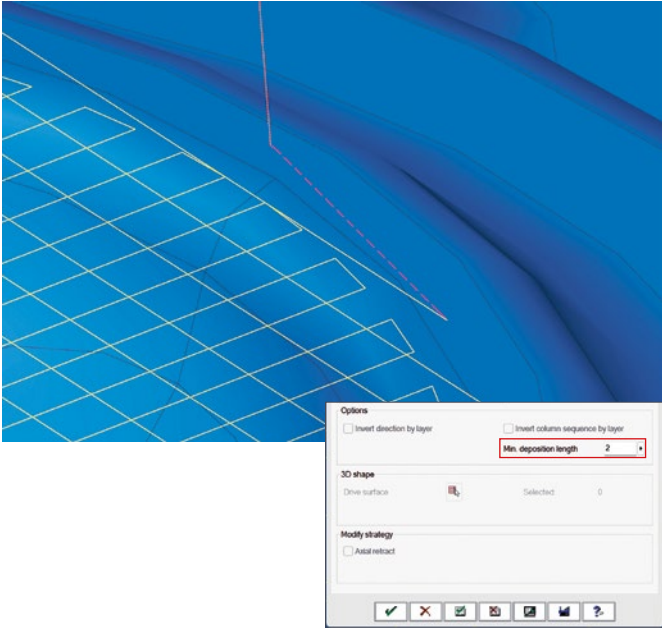 Options
Invert direction by layer
Invert column sequence by layer
Min. deposition length 2
3D shape
Drive surface Selected: 0
Modify strategy
Axial retract